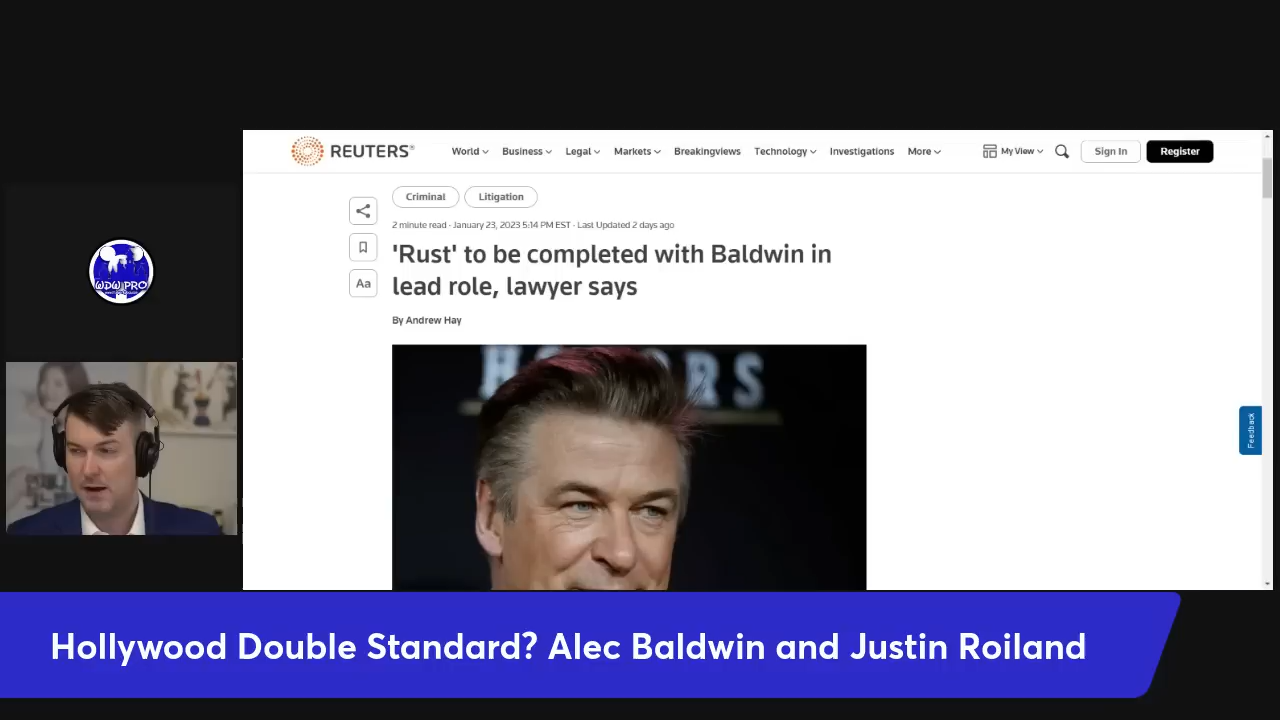 REUTERS®
World
Business
Legal
Markets
Breakingviews
Technology
Investigations
More
My View
Sign In
Register
Criminal
Litigation
2 minute read · January 23, 2023 5:14 PM EST · Last Updated 2 days ago
'Rust' to be completed with Baldwin in
lead role, lawyer says
Aa
By Andrew Hay
WDW PRO
Feedback
Hollywood Double Standard? Alec Baldwin and Justin Roiland